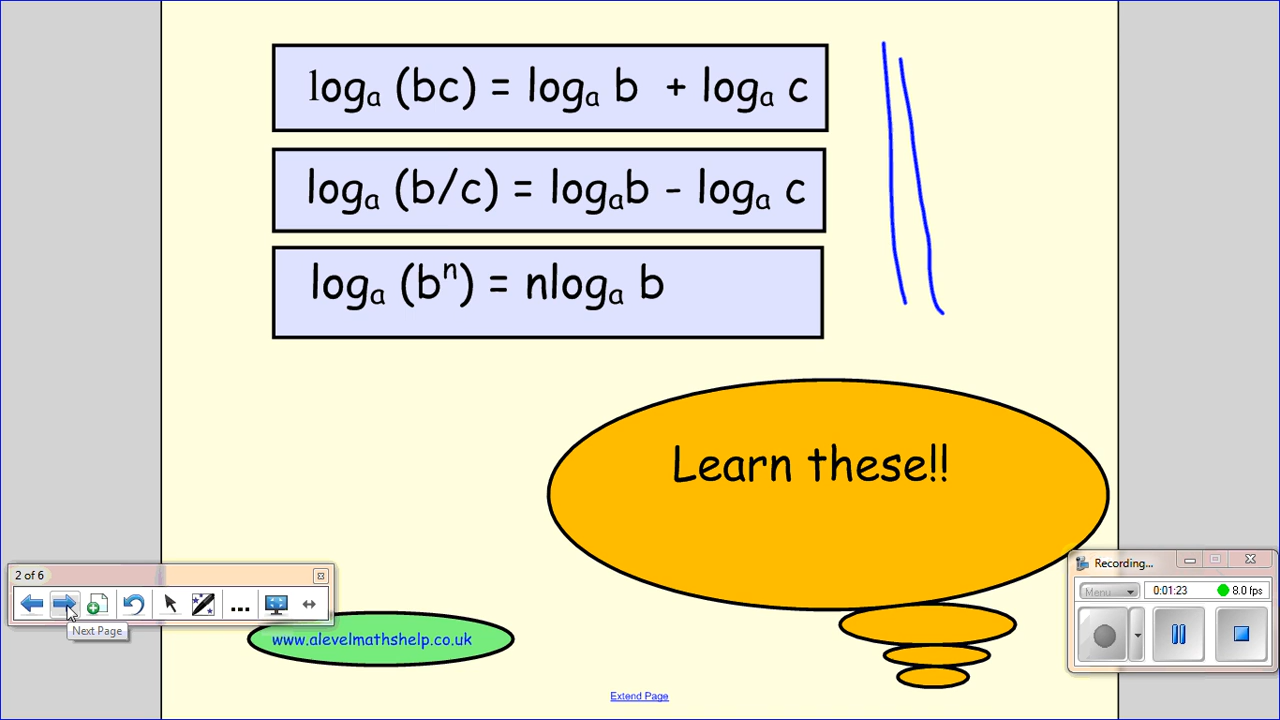 logₐ (bc) = logₐ b + logₐ c
logₐ (b/c) = logₐb - logₐ c
logₐ (bⁿ) = nlogₐ b
Learn these!!
2 of 6
Next Page
www.alevelmathshelp.co.uk
Extend Page
Recording...
Menu
0:01:23
8.0 fps